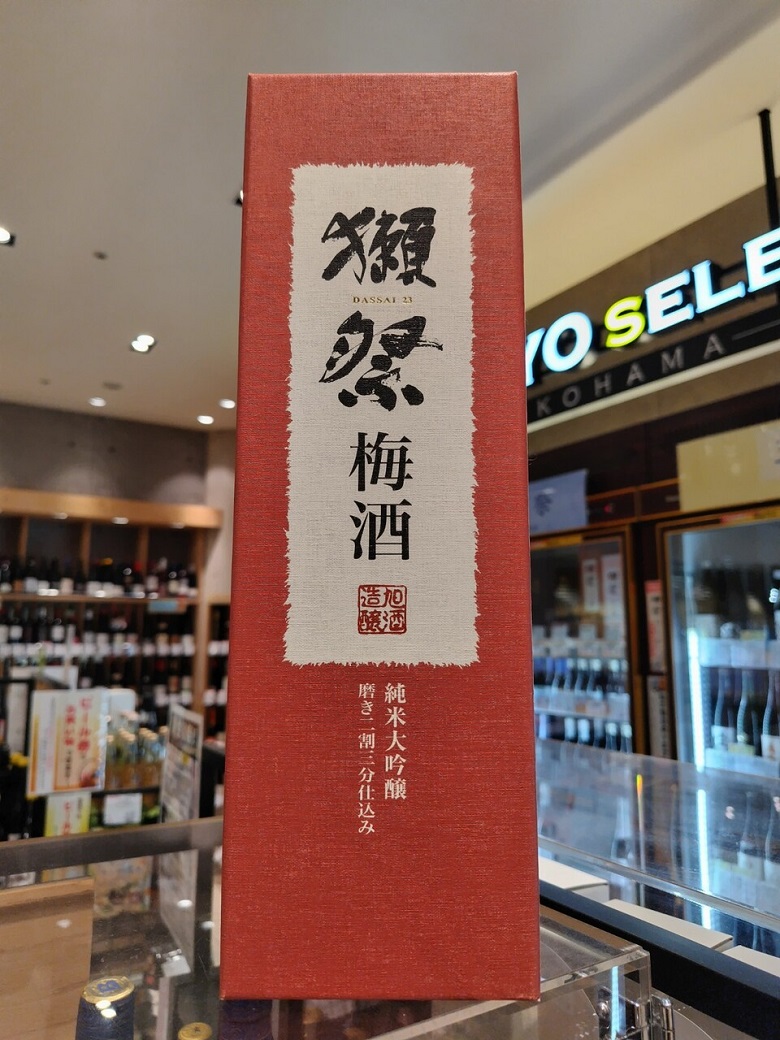 獺
DASSAI 23
祭
梅酒
旭酒
造醸
純米大吟醸
磨き二割三分仕込み
YO SELE
KOHAMA